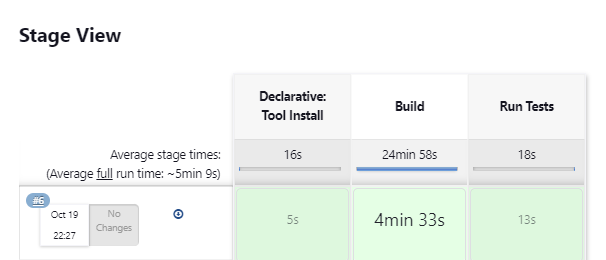 Stage View
Declarative:
Tool Install
Build
Run Tests
Average stage times:
(Average full run time: ~5min 9s)
16s
24min 58s
18s
#6
Oct 19
22:27
No
Changes
5s
4min 33s
13s